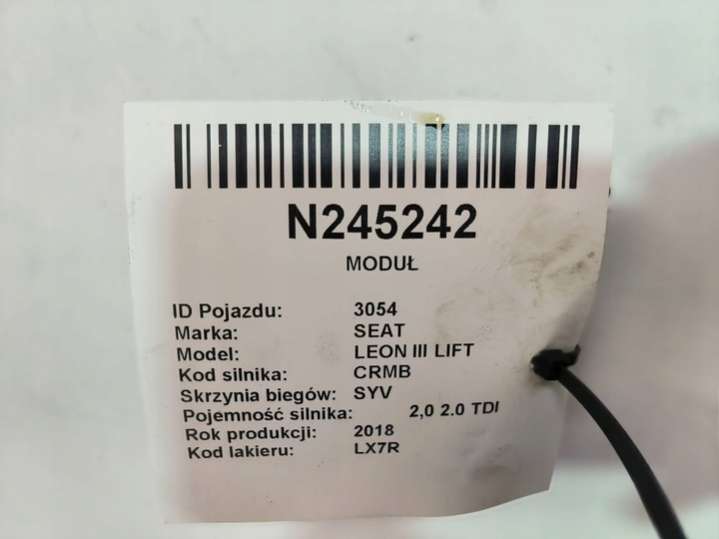 N245242
MODUŁ
ID Pojazdu: 3054
Marka: SEAT
Model: LEON III LIFT
Kod silnika: CRMB
Skrzynia biegów: SYV
Pojemność silnika: 2,0 2.0 TDI
Rok produkcji: 2018
Kod lakieru: LX7R